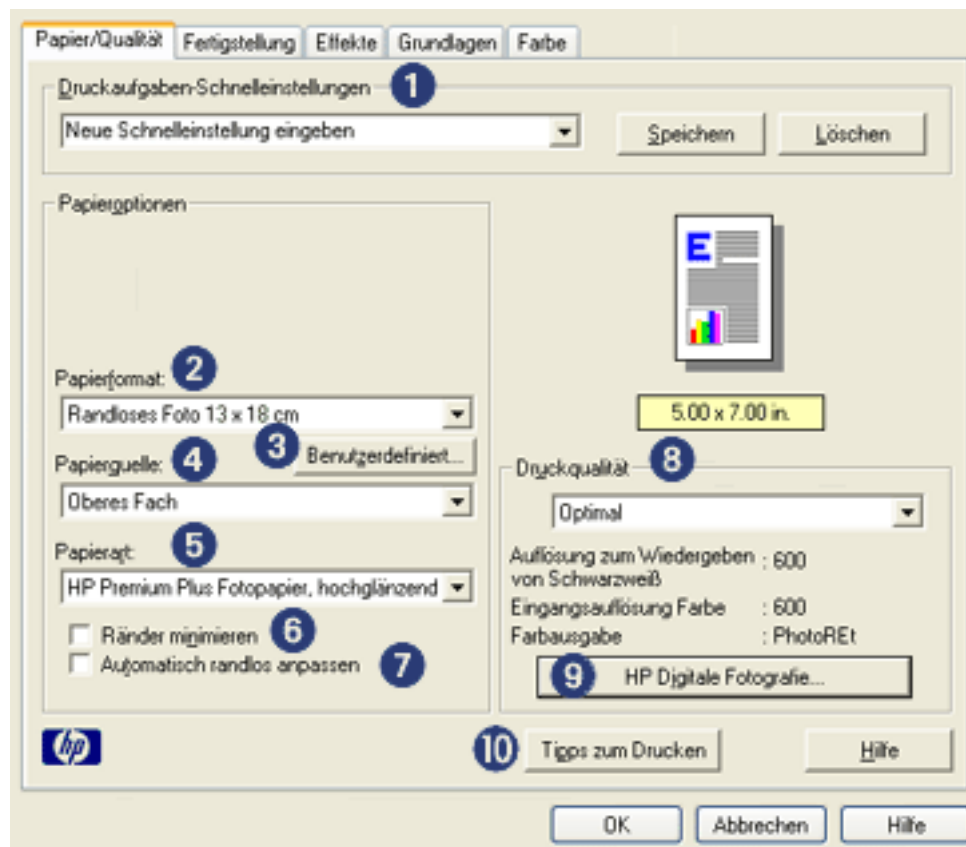 Papier/Qualität Fertigstellung Effekte Grundlagen Farbe
Druckaufgaben-Schnelleinstellungen 1
Neue Schnelleinstellung eingeben Speichern Löschen
Papieroptionen
E
Papierformat: 2
Randloses Foto 13 x 18 cm
5.00 x 7.00 in.
3 Benutzerdefiniert...
Papierquelle: 4
Oberes Fach
Papierart: 5
HP Premium Plus Fotopapier, hochglänzend
Ränder minimieren 6
Automatisch randlos anpassen 7
Druckqualität 8
Optimal
Auflösung zum Wiedergeben : 600
von Schwarzweiß
Eingangsauflösung Farbe : 600
Farbausgabe : PhotoREt
9 HP Digitale Fotografie...
hp
10 Tipps zum Drucken Hilfe
OK Abbrechen Hilfe